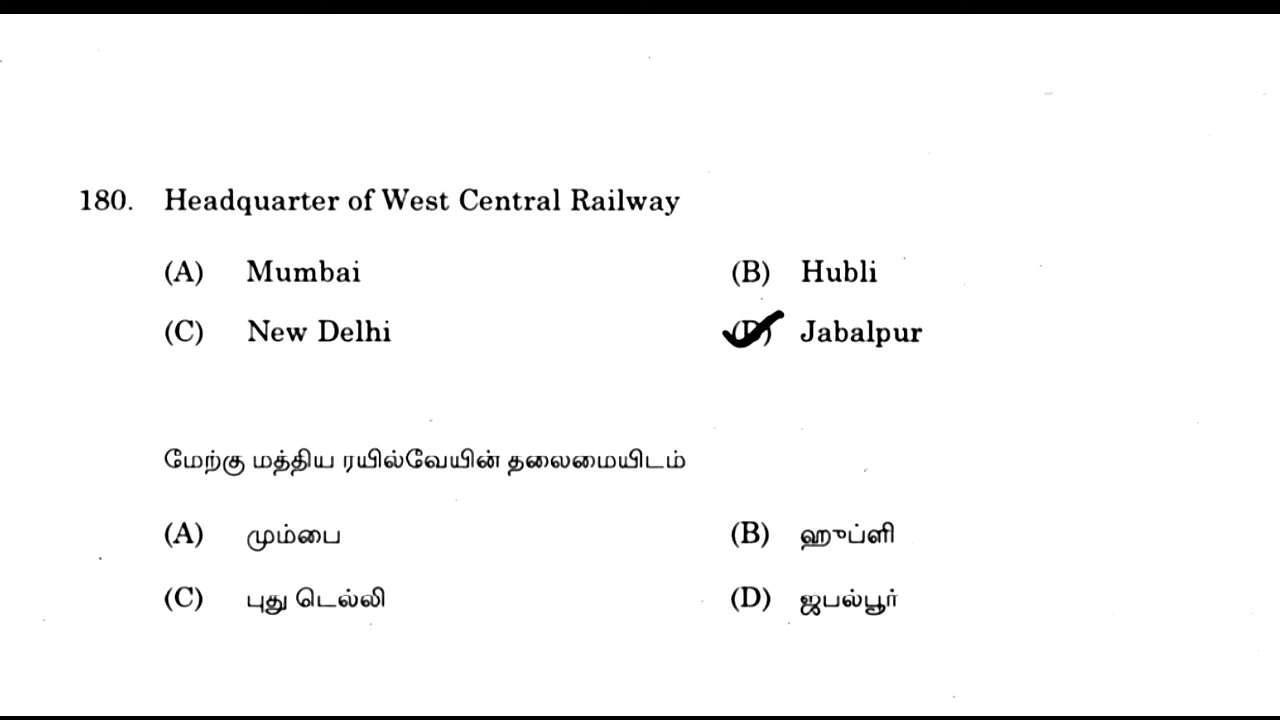 180. Headquarter of West Central Railway
(A) Mumbai (B) Hubli
(C) New Delhi (D) Jabalpur
மேற்கு மத்திய ரயில்வேயின் தலைமையிடம்
(A) மும்பை (B) ஹுப்ளி
(C) புது டெல்லி (D) ஜபல்பூர்